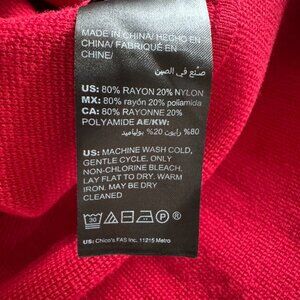 MADE IN CHINA/ HECHO EN
CHINA/ FABRIQUÉ EN
CHINE/
صنع في الصين
US: 80% RAYON 20% NYLON
MX: 80% rayón 20% poliamida
CA: 80% RAYONNE 20%
POLYAMIDE AE/KW:
80% رايون 20% بولياميد
US: MACHINE WASH COLD,
GENTLE CYCLE. ONLY
NON-CHLORINE BLEACH,
LAY FLAT TO DRY. WARM
IRON. MAY BE DRY
CLEANED
30
P
US: Chico's FAS Inc. 11215 Metro